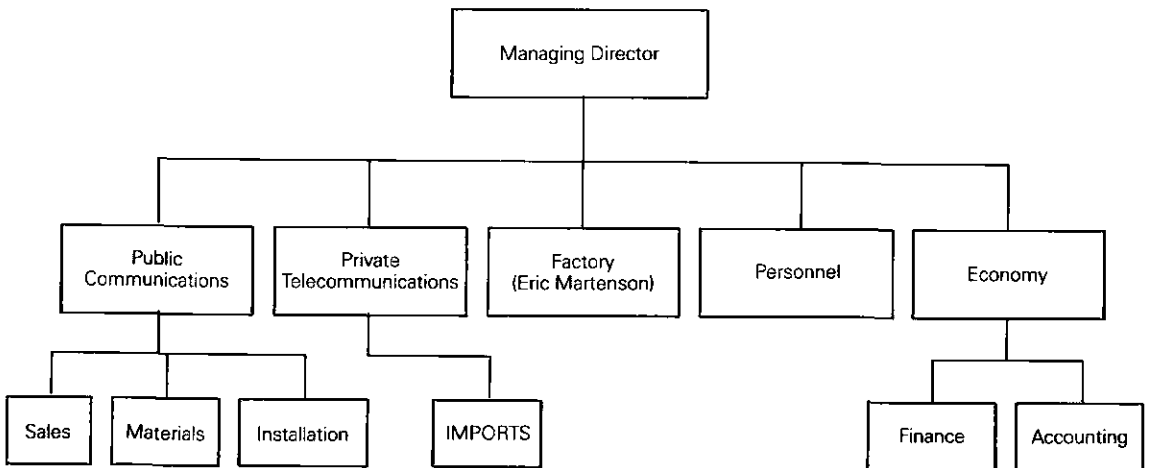 Managing Director
Public
Communications
Private
Telecommunications
Factory
(Eric Martenson)
Personnel
Economy
Sales
Materials
Installation
IMPORTS
Finance
Accounting